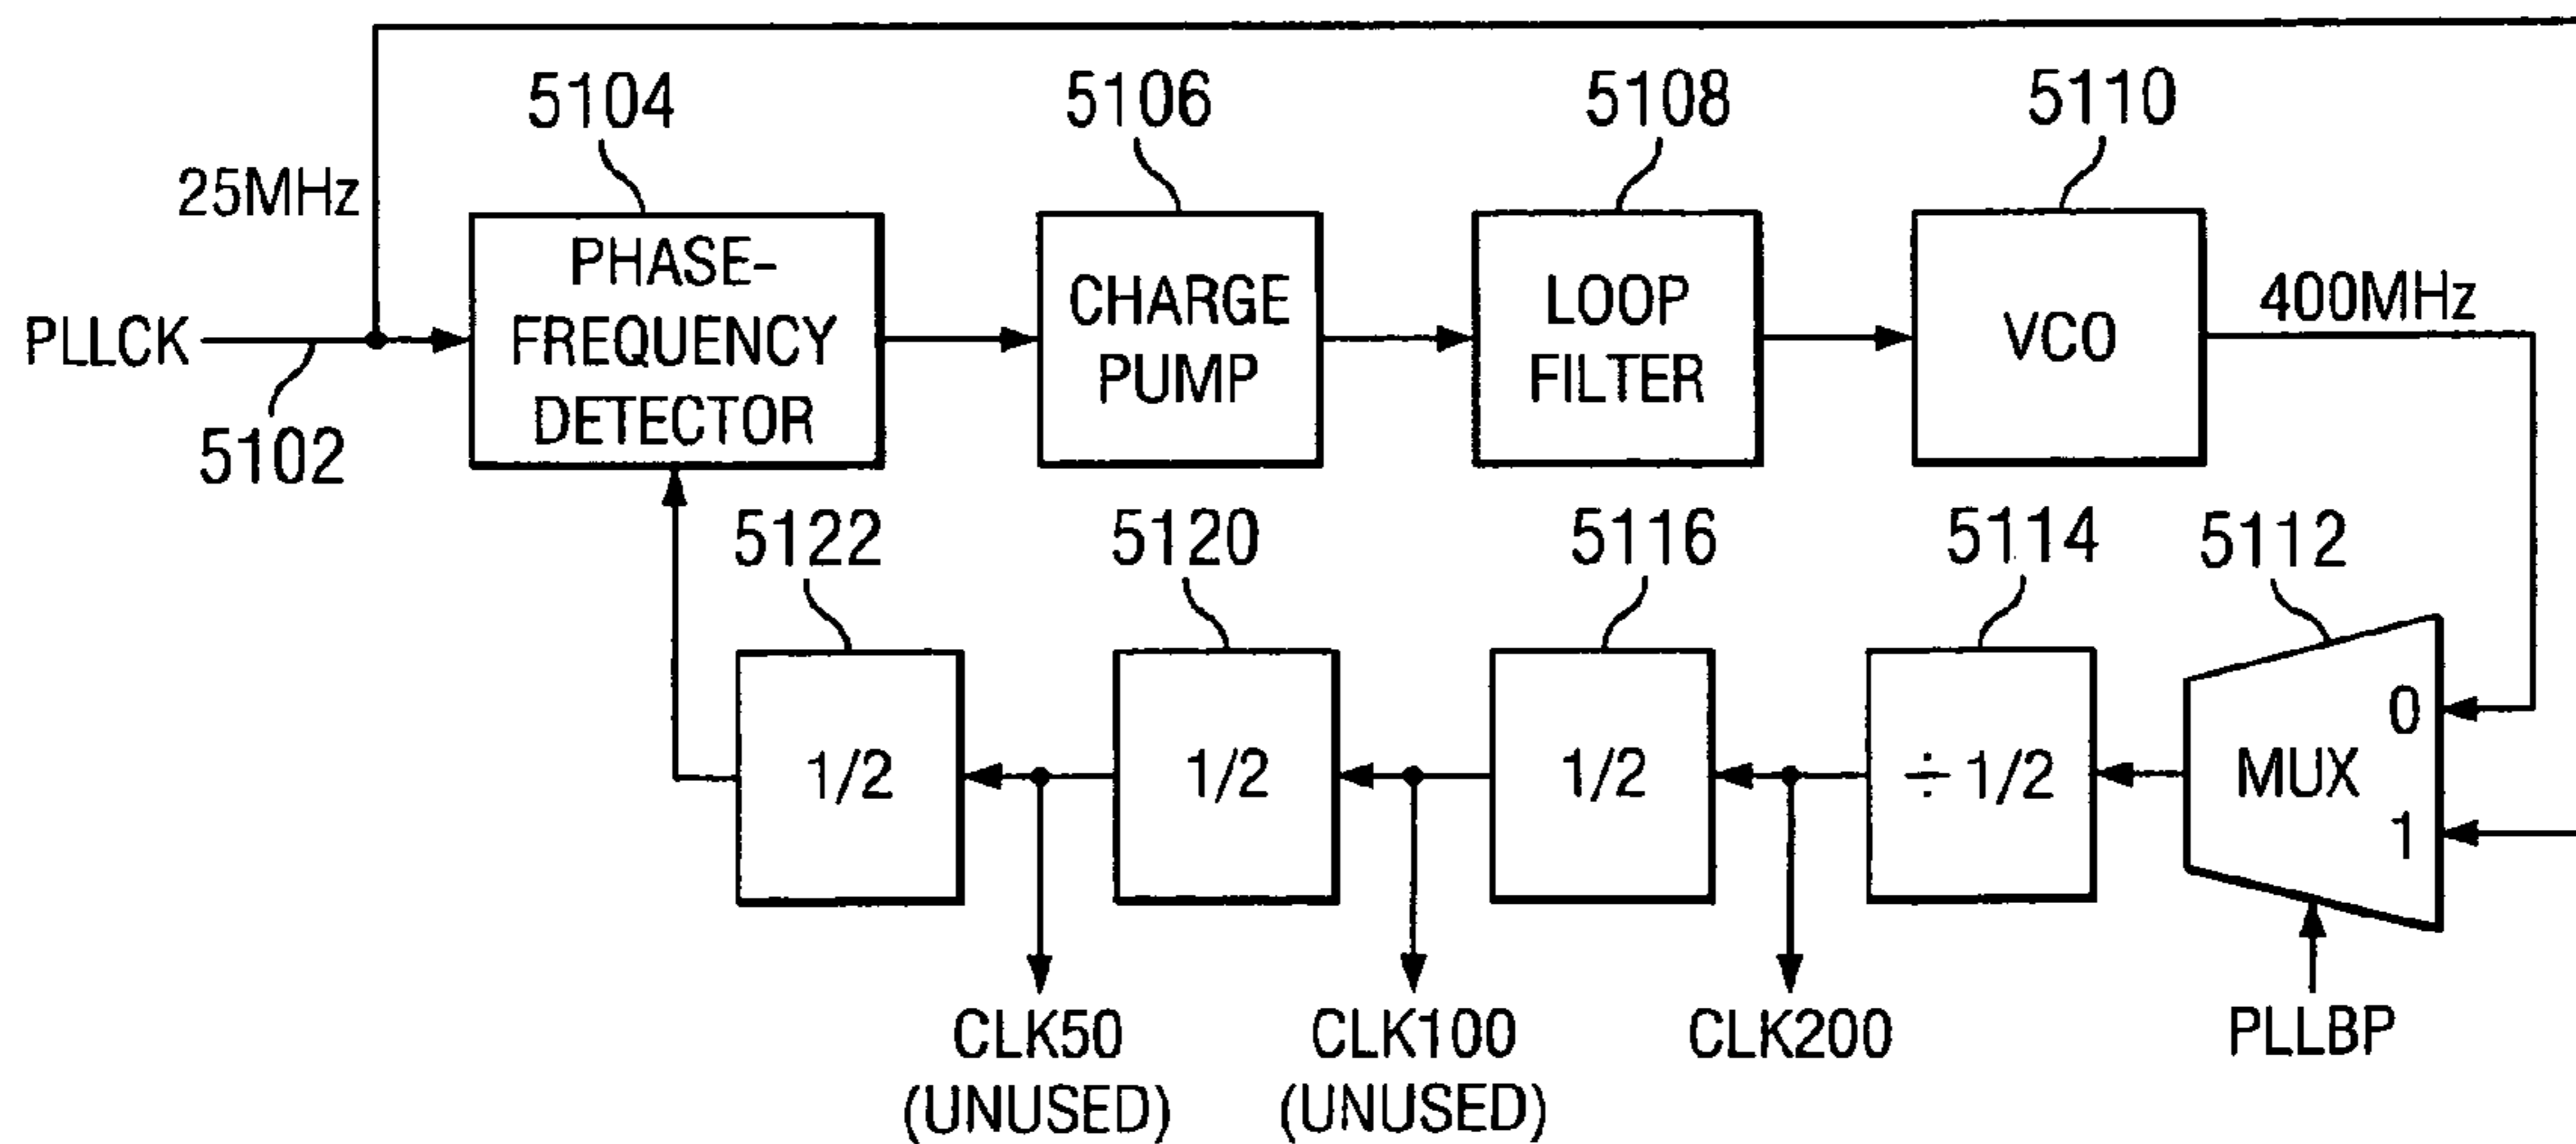 5104
5106
5108
5110
25MHz
PHASE-
FREQUENCY
DETECTOR
CHARGE
PUMP
LOOP
FILTER
VCO
400MHz
PLLCK
5102
5122
5120
5116
5114
5112
1/2
1/2
1/2
÷ 1/2
MUX
0
1
CLK50
(UNUSED)
CLK100
(UNUSED)
CLK200
PLLBP